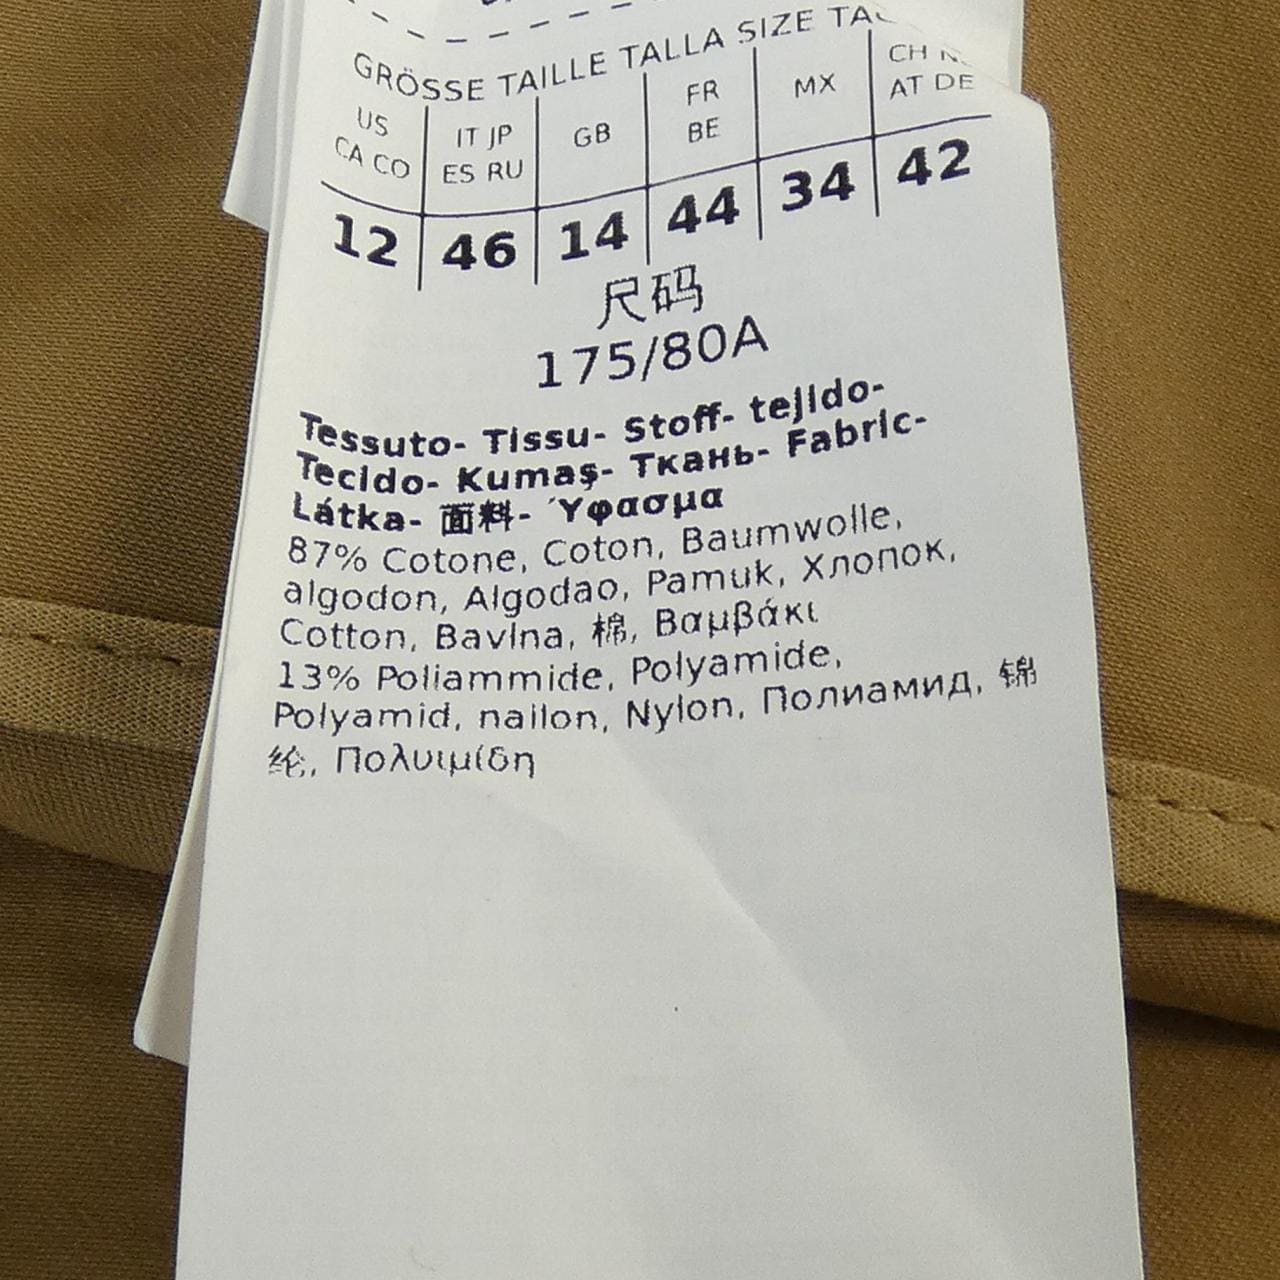 GRÖSSE TAILLE TALLA SIZE
US CA CO
IT JP ES RU
GB
FR BE
MX
CH
AT DE
12 46 14 44 34 42
尺码
175/80A
Tessuto- Tissu- Stoff- tejido-
Tecido- Kumaş- Ткань- Fabric-
Látka- 面料- Ύφασμα
87% Cotone, Coton, Baumwolle,
algodon, Algodao, Pamuk, Хлопок,
Cotton, Bavlna, 棉, Βαμβάκι
13% Poliammide, Polyamide,
Polyamid, nailon, Nylon, Полиамид, 锦
纶, Πολυιμίδη